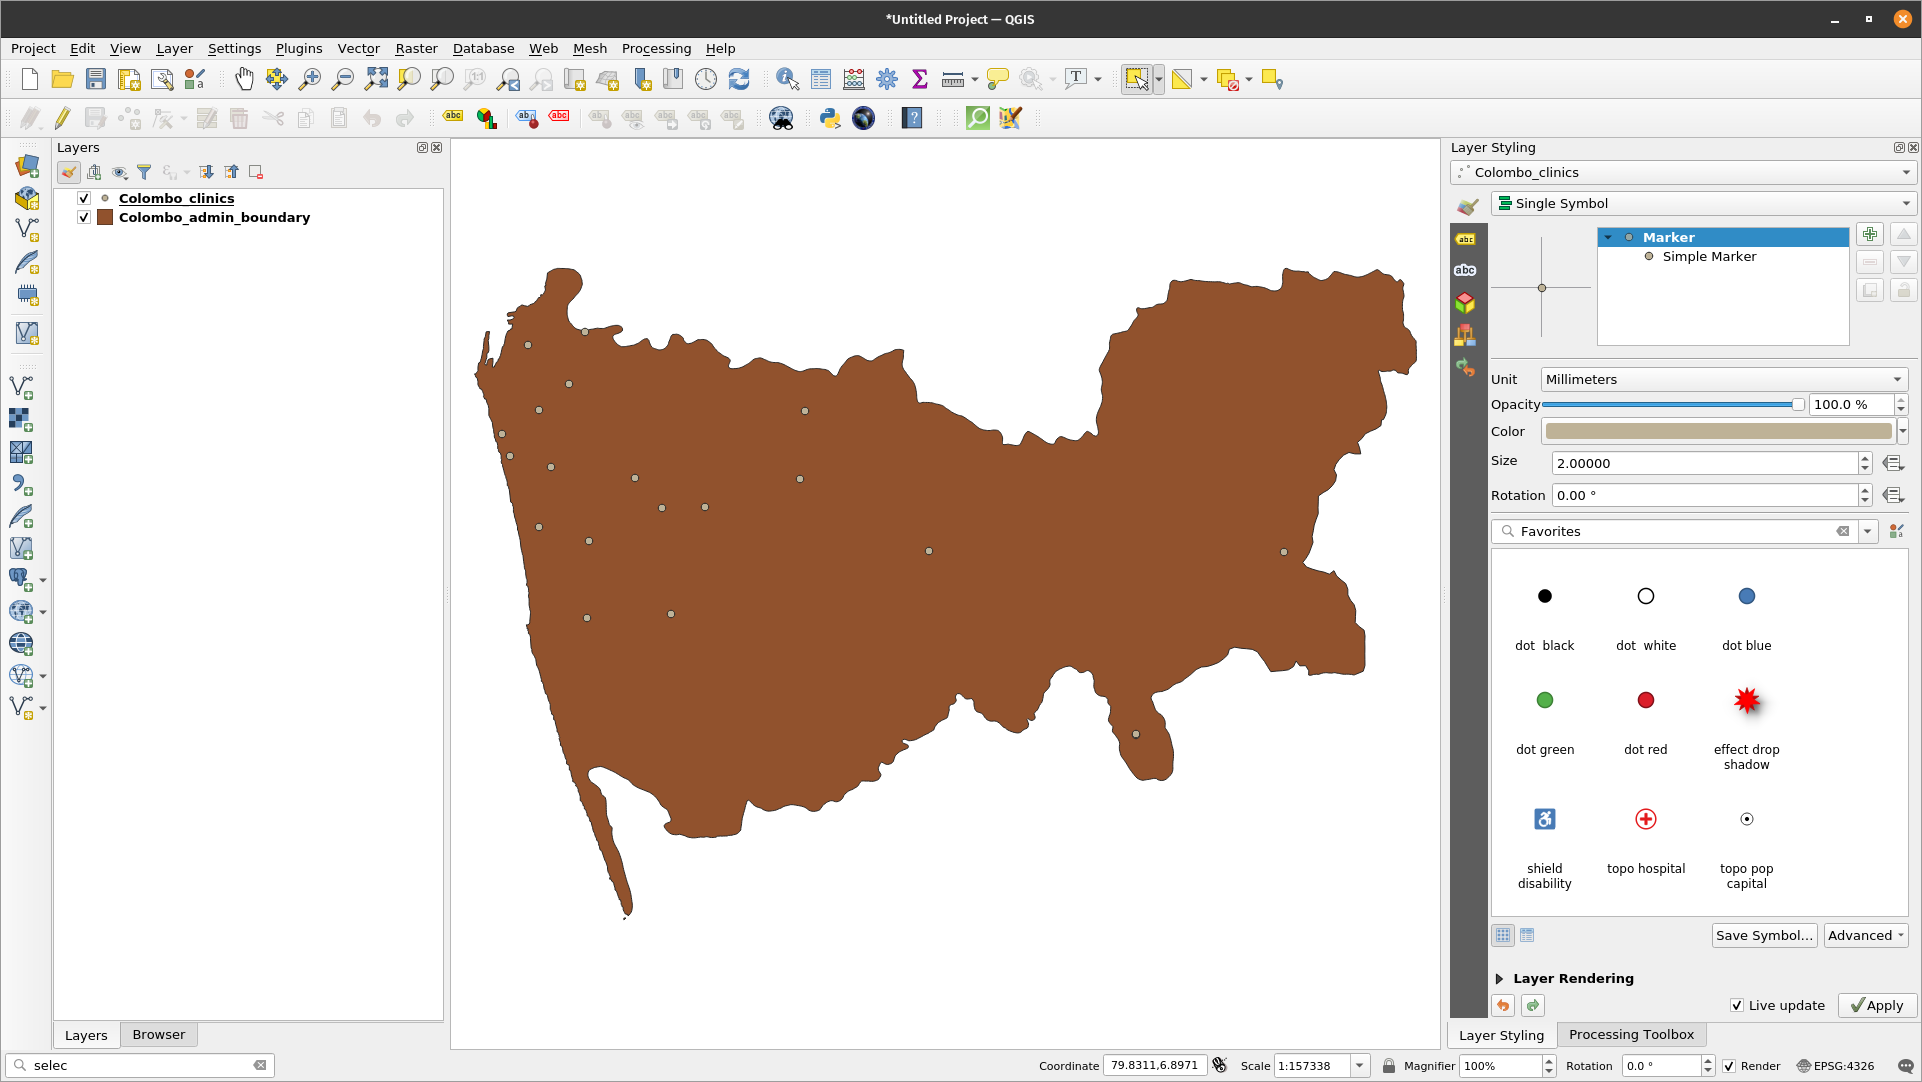 *Untitled Project — QGIS
Project Edit View Layer Settings Plugins Vector Raster Database Web Mesh Processing Help
Layers
Colombo_clinics
Colombo_admin_boundary
Layers Browser
selec
Layer Styling
Colombo_clinics
Single Symbol
Marker
Simple Marker
Unit Millimeters
Opacity 100.0 %
Color
Size 2.00000
Rotation 0.00 °
Favorites
dot black dot white dot blue
dot green dot red effect drop
shadow
shield topo hospital topo pop
disability capital
Save Symbol... Advanced
Layer Rendering
Live update Apply
Layer Styling Processing Toolbox
Coordinate 79.8311,6.8971 Scale 1:157338 Magnifier 100% Rotation 0.0 ° Render EPSG:4326